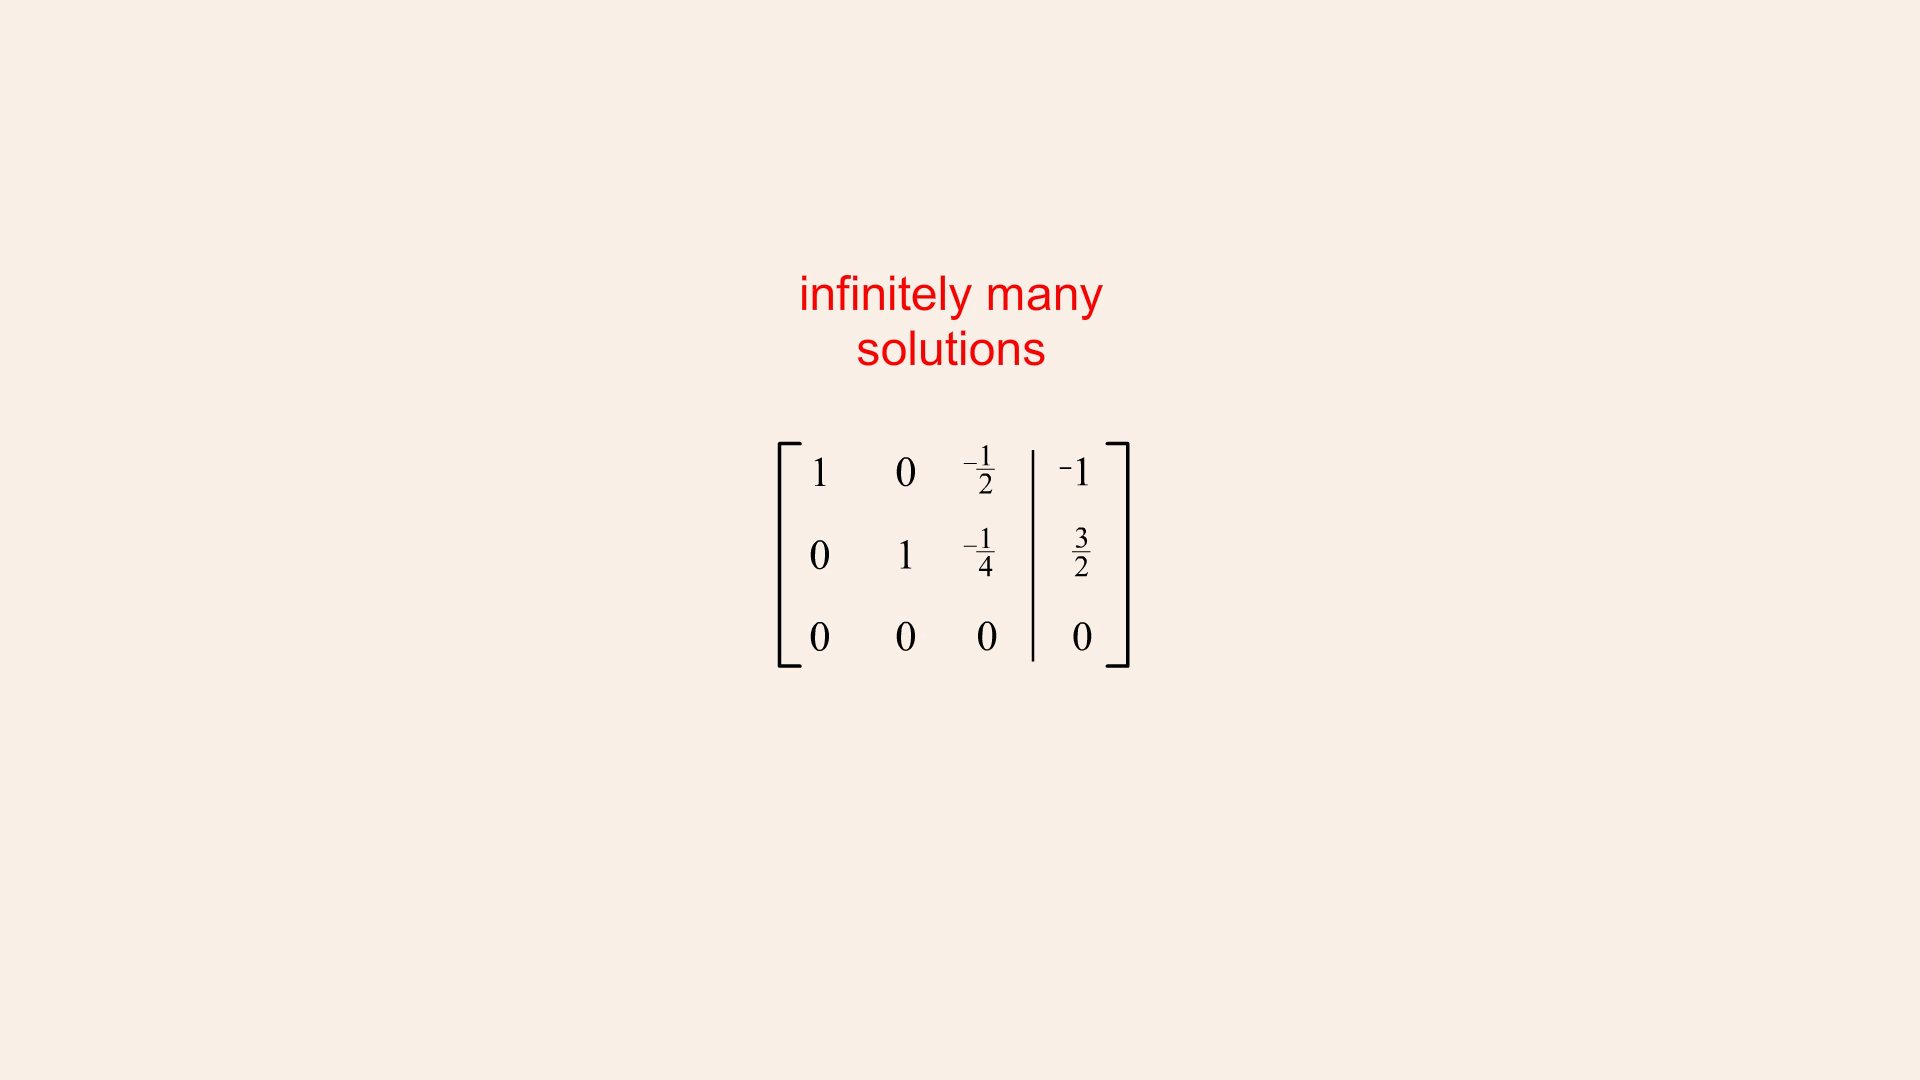 infinitely many
solutions
1 0 -1/2 | -1
0 1 -1/4 | 3/2
0 0 0 | 0